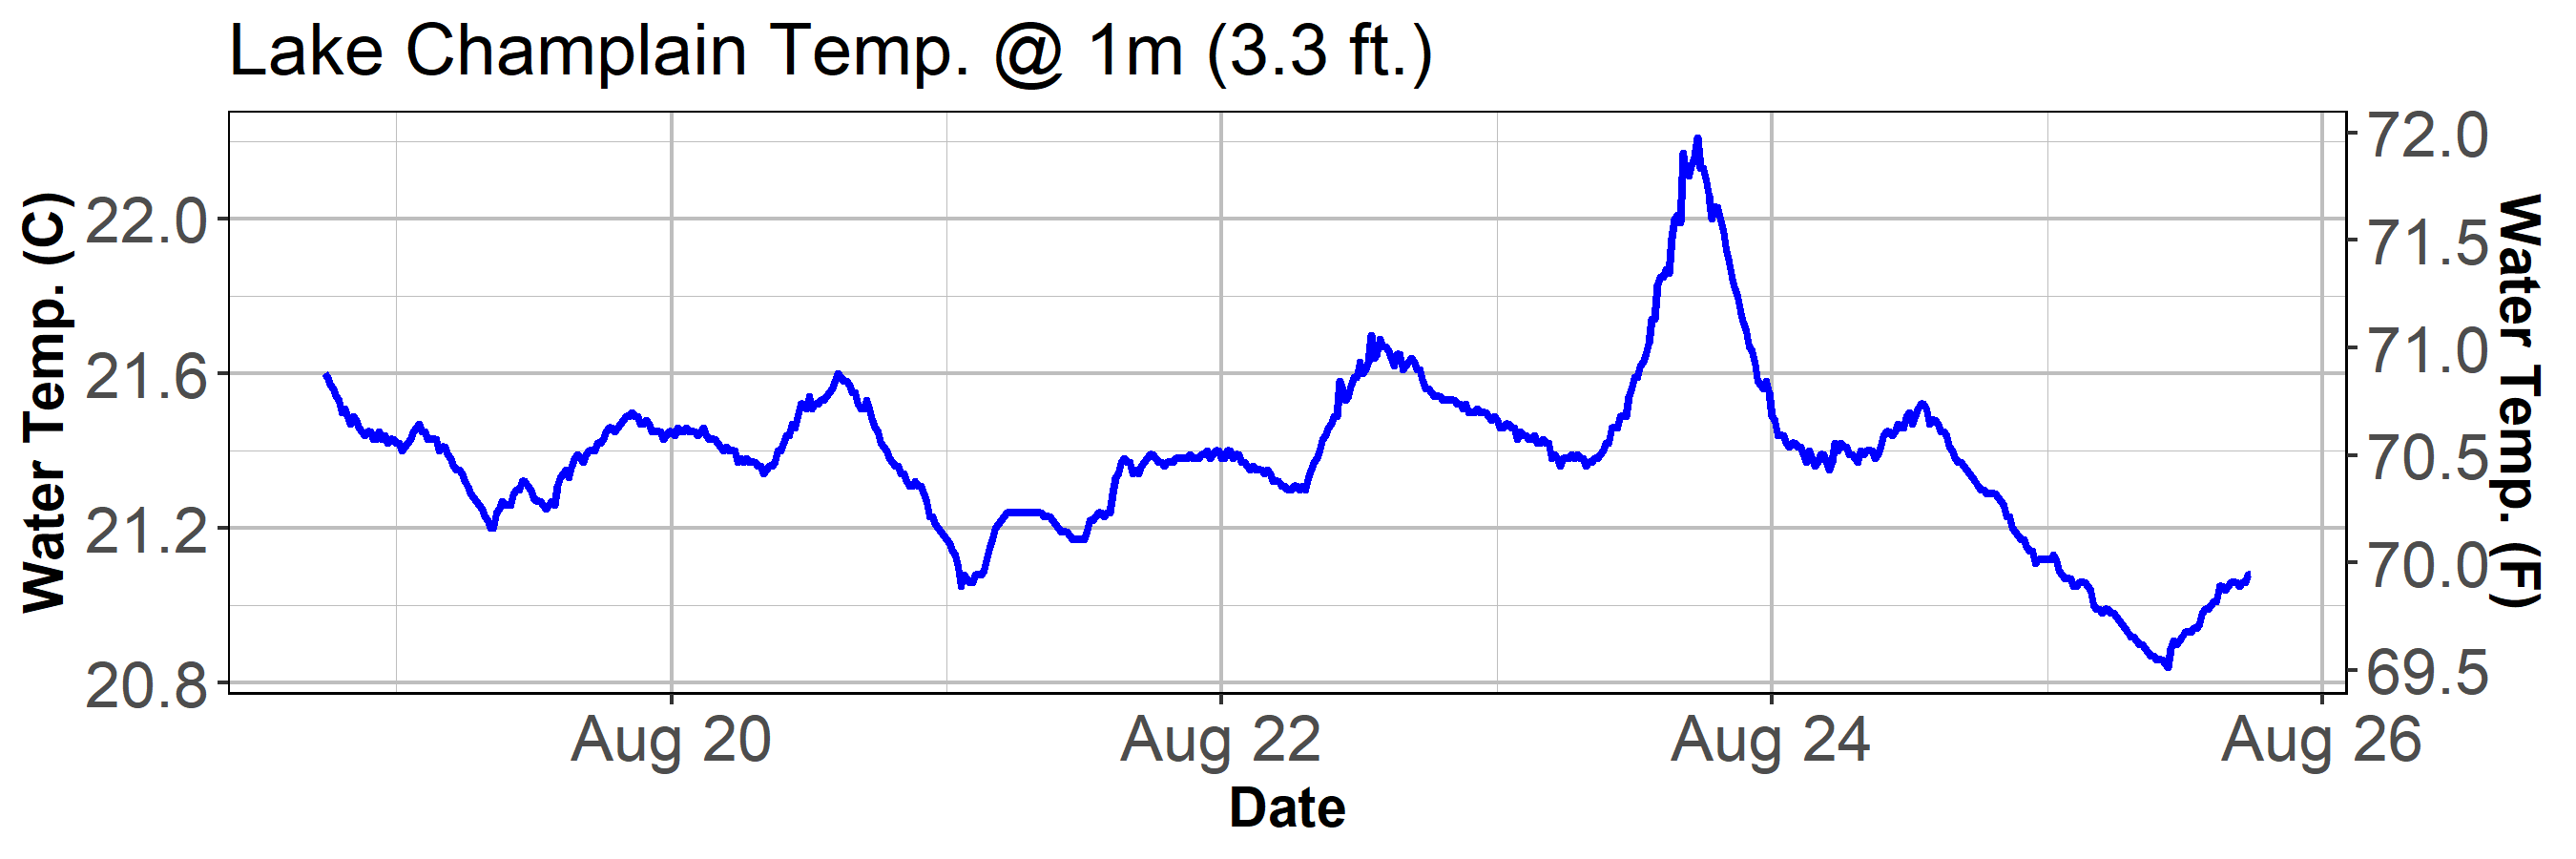 Lake Champlain Temp. @ 1m (3.3 ft.)
Water Temp. (C)
22.0
21.6
21.2
20.8
72.0
71.5
71.0
70.5
70.0
69.5
Water Temp. (F)
Aug 20 Aug 22 Aug 24 Aug 26
Date